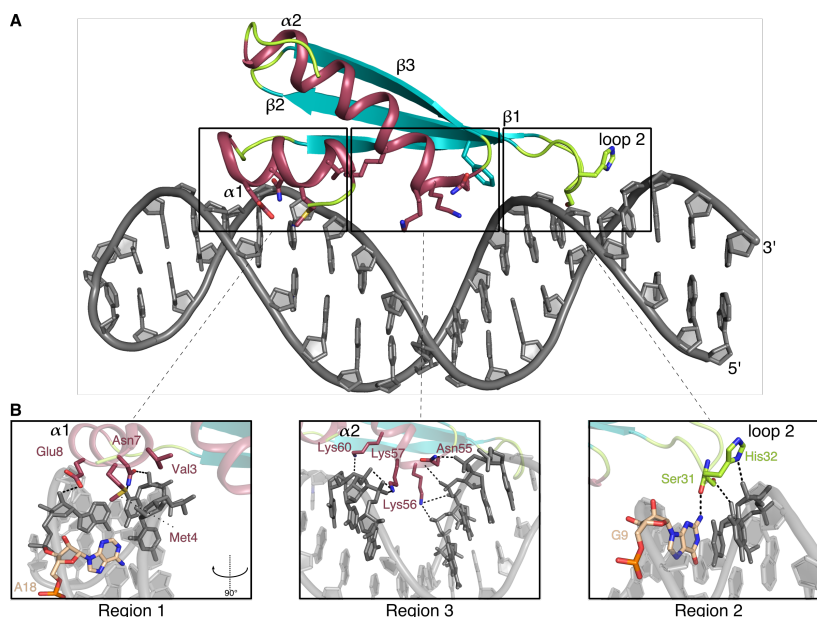 A
α2
β3
β2
β1
loop 2
α1
3'
5'
B
α1
Asn7
Glu8
Val3
Met4
A18
90°
Region 1
α2
Lys60
Lys57
Asn55
Lys56
Region 3
loop 2
His32
Ser31
G9
Region 2